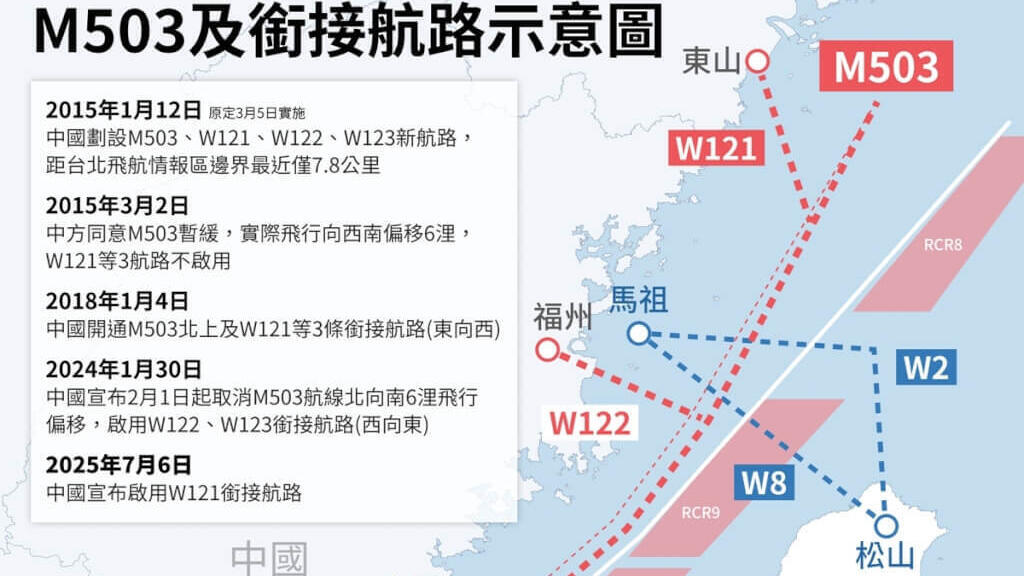 M503及銜接航路示意圖
2015年1月12日 原定3月5日實施
中國劃設M503、W121、W122、W123新航路，
距台北飛航情報區邊界最近僅7.8公里
2015年3月2日
中方同意M503暫緩，實際飛行向西南偏移6浬，
W121等3航路不啟用
2018年1月4日
中國開通M503北上及W121等3條銜接航路(東向西)
2024年1月30日
中國宣布2月1日起取消M503航線北向南6浬飛行
偏移，啟用W122、W123銜接航路(西向東)
2025年7月6日
中國宣布啟用W121銜接航路
東山
M503
W121
RCR8
福州
馬祖
W2
W122
W8
RCR9
中國
松山